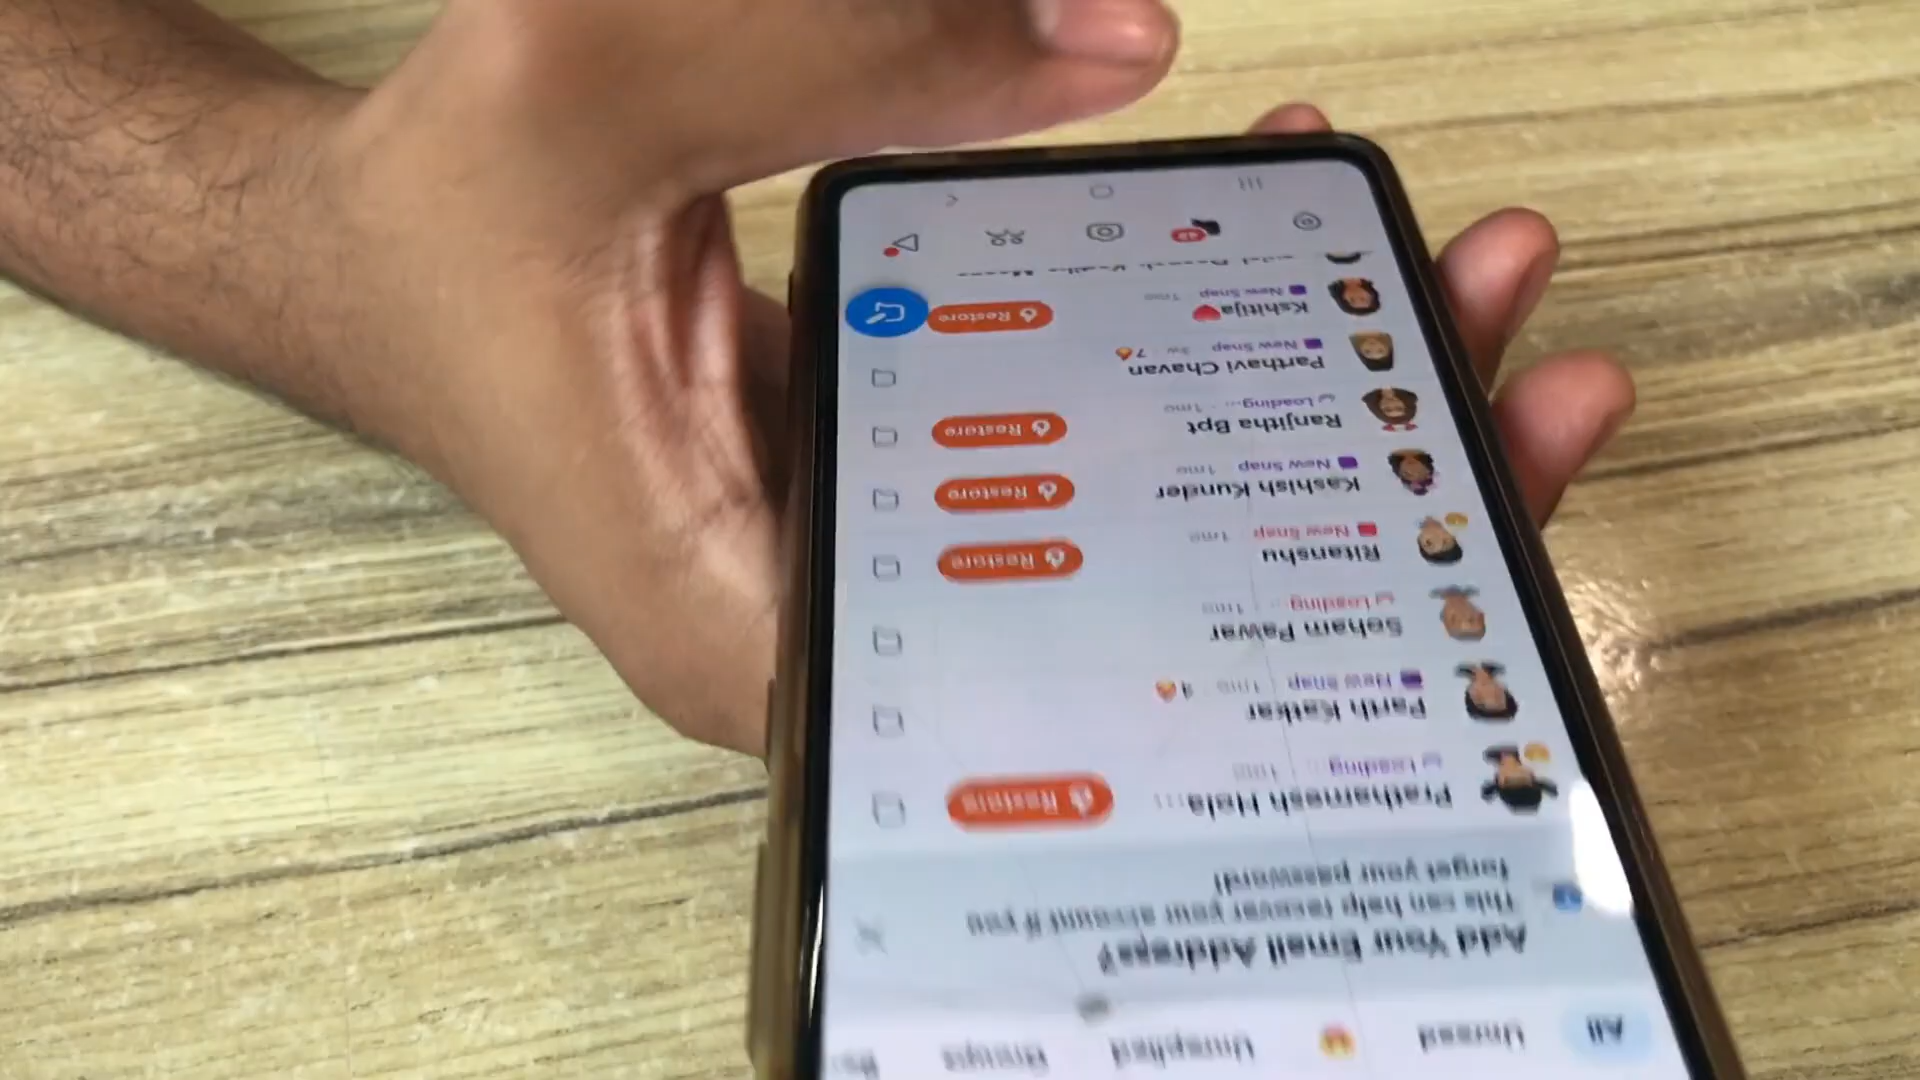 All Unread Unreplied Groups
Add Your Email Address?
This can help recover your account if you
forget your password!
Prathamesh Hala...
Loading... 1mo
Restore
Parth Katkar
New Snap · 1mo · 4
Soham Pawar
Loading... · 1mo
Ritanshu
New Snap · 1mo
Restore
Kashish Kunder
New Snap · 1mo
Restore
Ranjitha Bpt
Loading... · 1mo
Restore
Parthavi Chavan
New Snap · 3w · 7
Kshitija
New Snap · 1mo
Restore